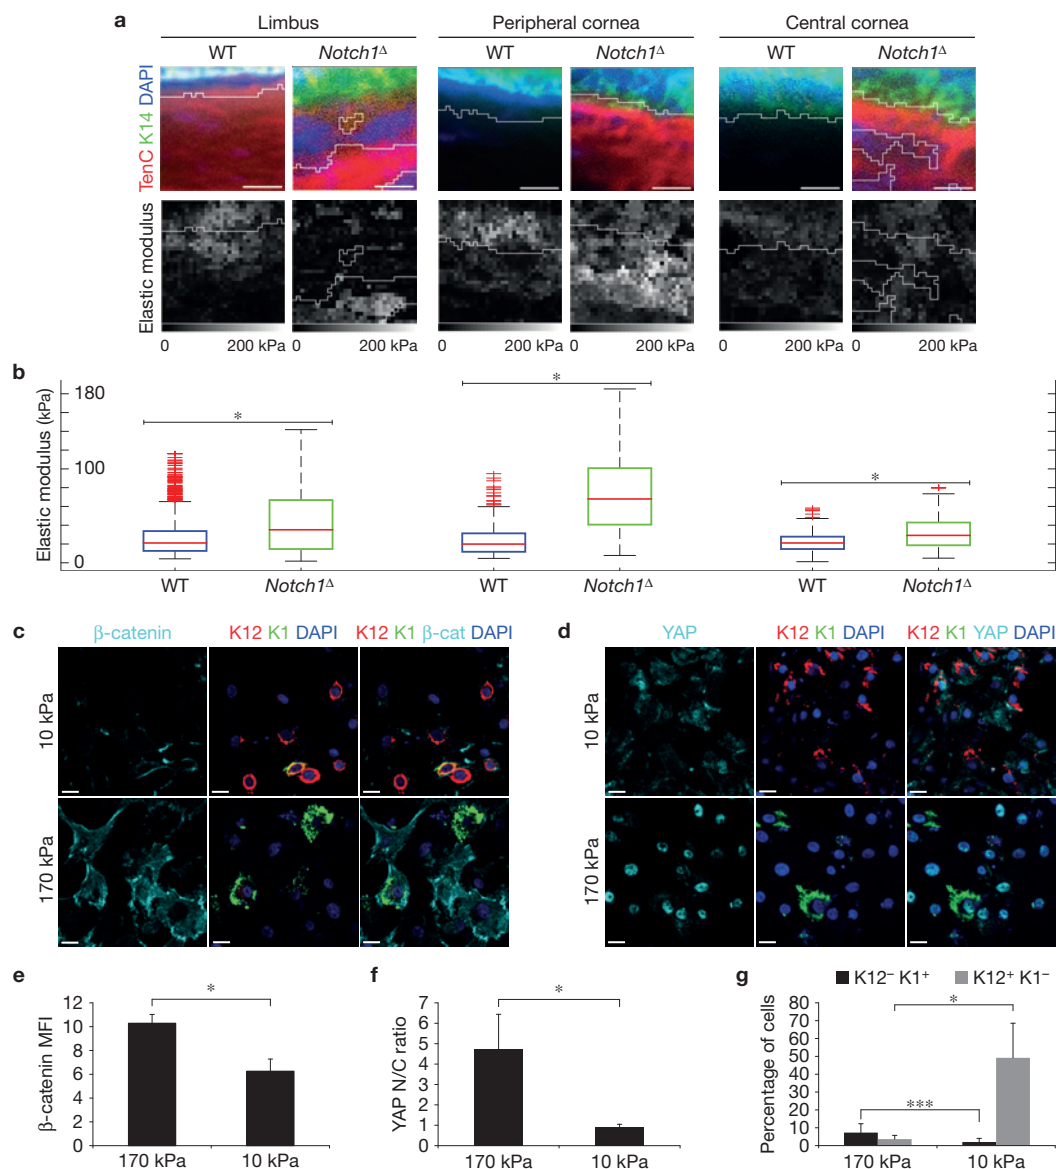 a
Limbus
Peripheral cornea
Central cornea
WT
Notch1Δ
WT
Notch1Δ
WT
Notch1Δ
TenC K14 DAPI
Elastic modulus
0 200 kPa
0 200 kPa
0 200 kPa
0 200 kPa
0 200 kPa
0 200 kPa
b
Elastic modulus (kPa)
180
100
0
*
*
*
WT
Notch1Δ
WT
Notch1Δ
WT
Notch1Δ
c
β-catenin
K12 K1 DAPI
K12 K1 β-cat DAPI
10 kPa
170 kPa
d
YAP
K12 K1 DAPI
K12 K1 YAP DAPI
10 kPa
170 kPa
e
β-catenin MFI
12
10
8
6
4
2
0
*
170 kPa
10 kPa
f
YAP N/C ratio
7
6
5
4
3
2
1
0
*
170 kPa
10 kPa
g
K12⁻ K1⁺
K12⁺ K1⁻
Percentage of cells
80
70
60
50
40
30
20
10
0
*
***
170 kPa
10 kPa